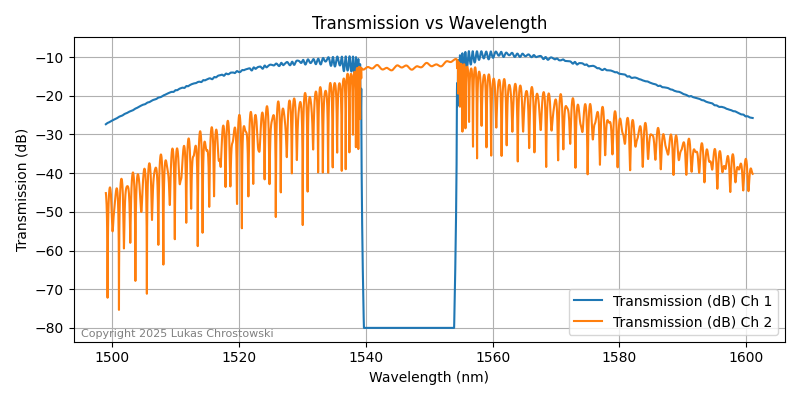 Transmission vs Wavelength
Transmission (dB)
−10
−20
−30
−40
−50
−60
−70
−80
Copyright 2025 Lukas Chrostowski
Transmission (dB) Ch 1
Transmission (dB) Ch 2
1500 1520 1540 1560 1580 1600
Wavelength (nm)